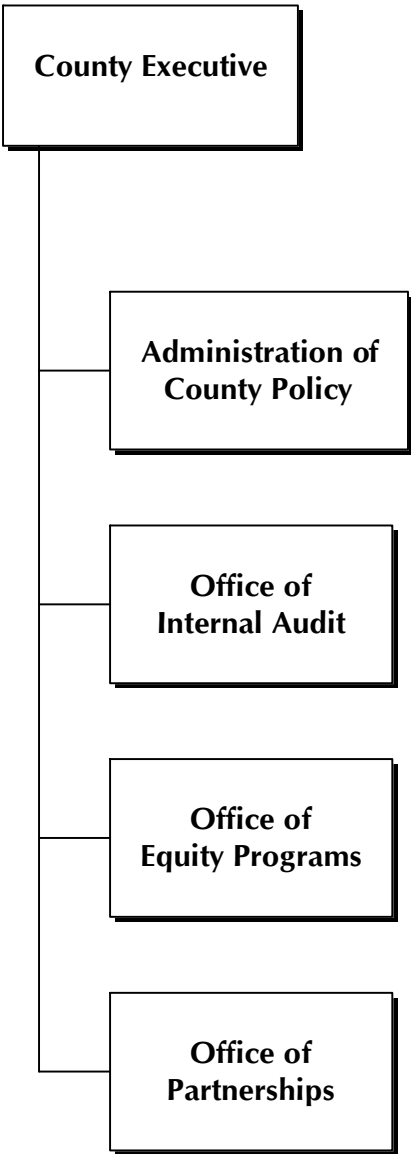 County Executive
Administration of
County Policy
Office of
Internal Audit
Office of
Equity Programs
Office of
Partnerships